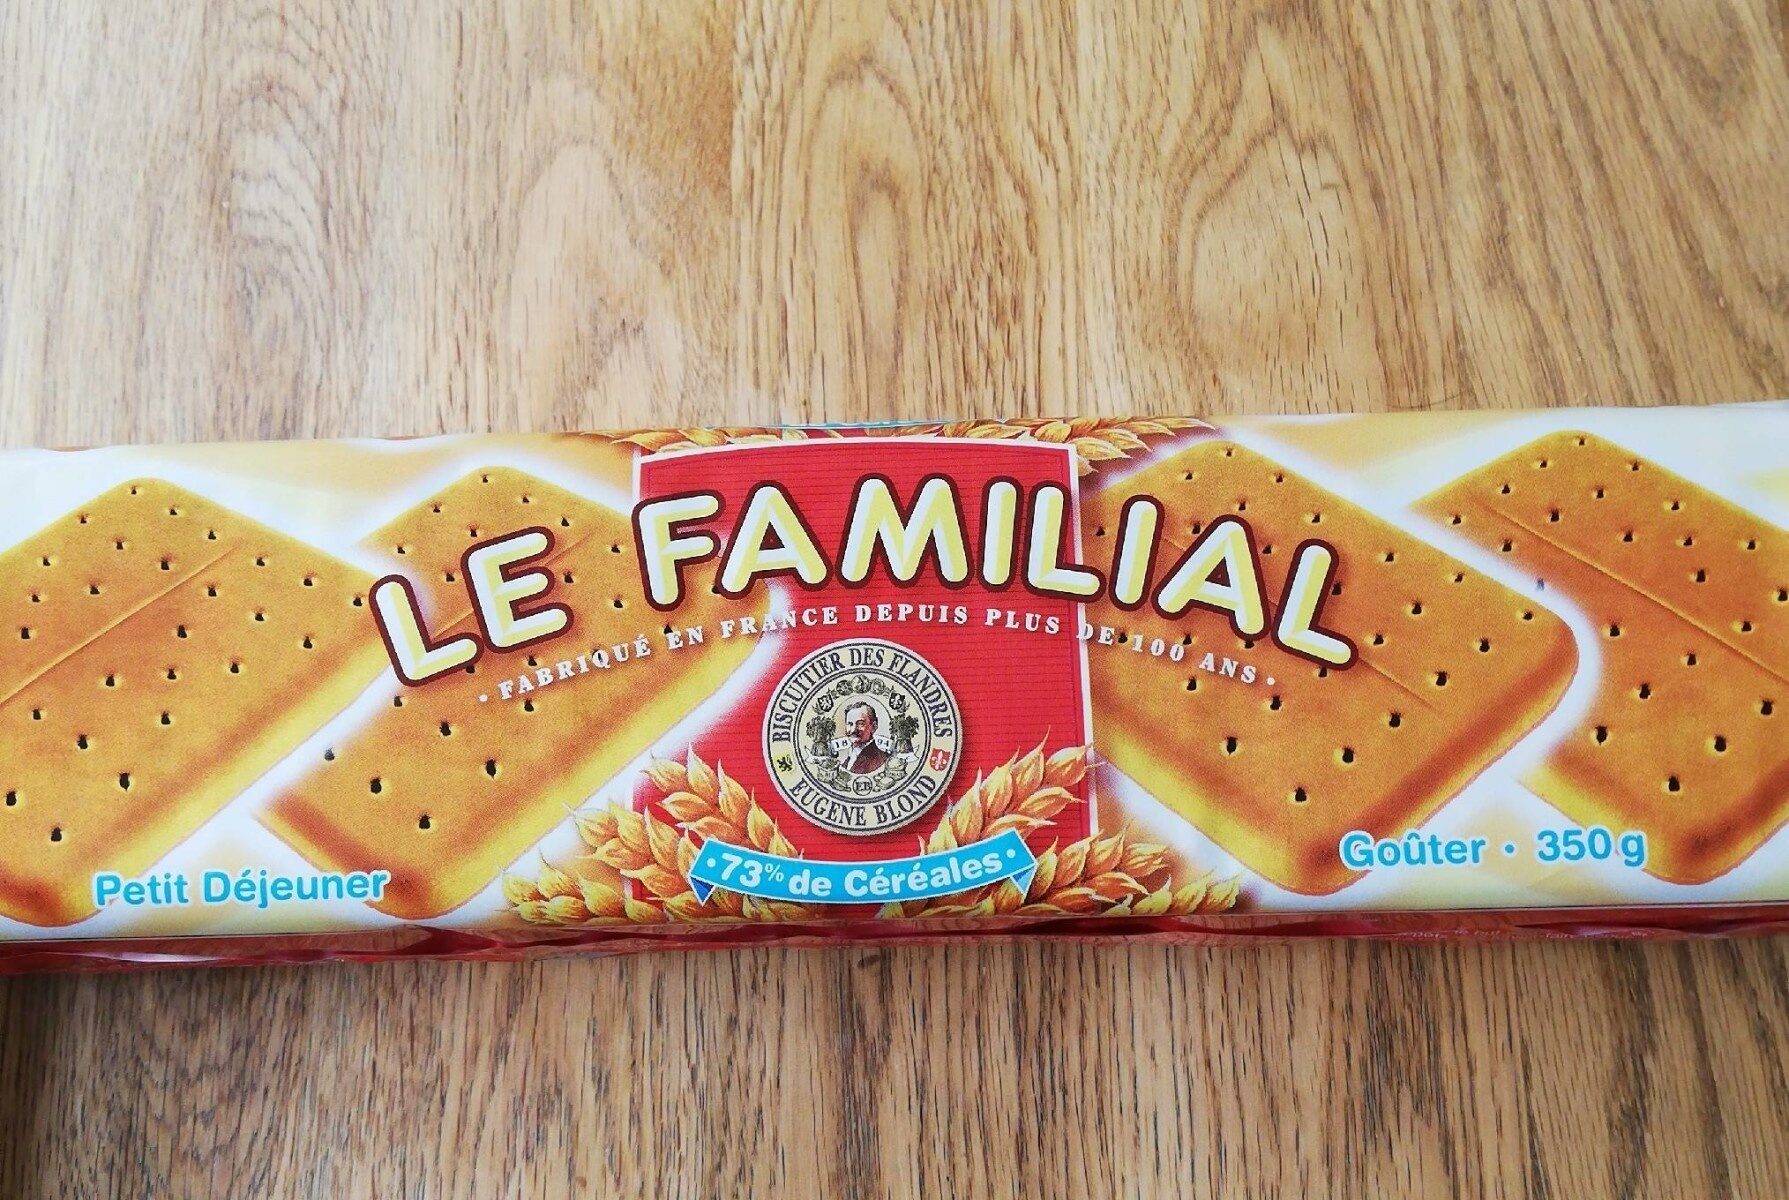 LE FAMILIAL
• FABRIQUÉ EN FRANCE DEPUIS PLUS DE 100 ANS •
BISCUITIER DES FLANDRES
1894
E.B
EUGENE BLOND
• 73% de Céréales •
Petit Déjeuner
Goûter • 350 g